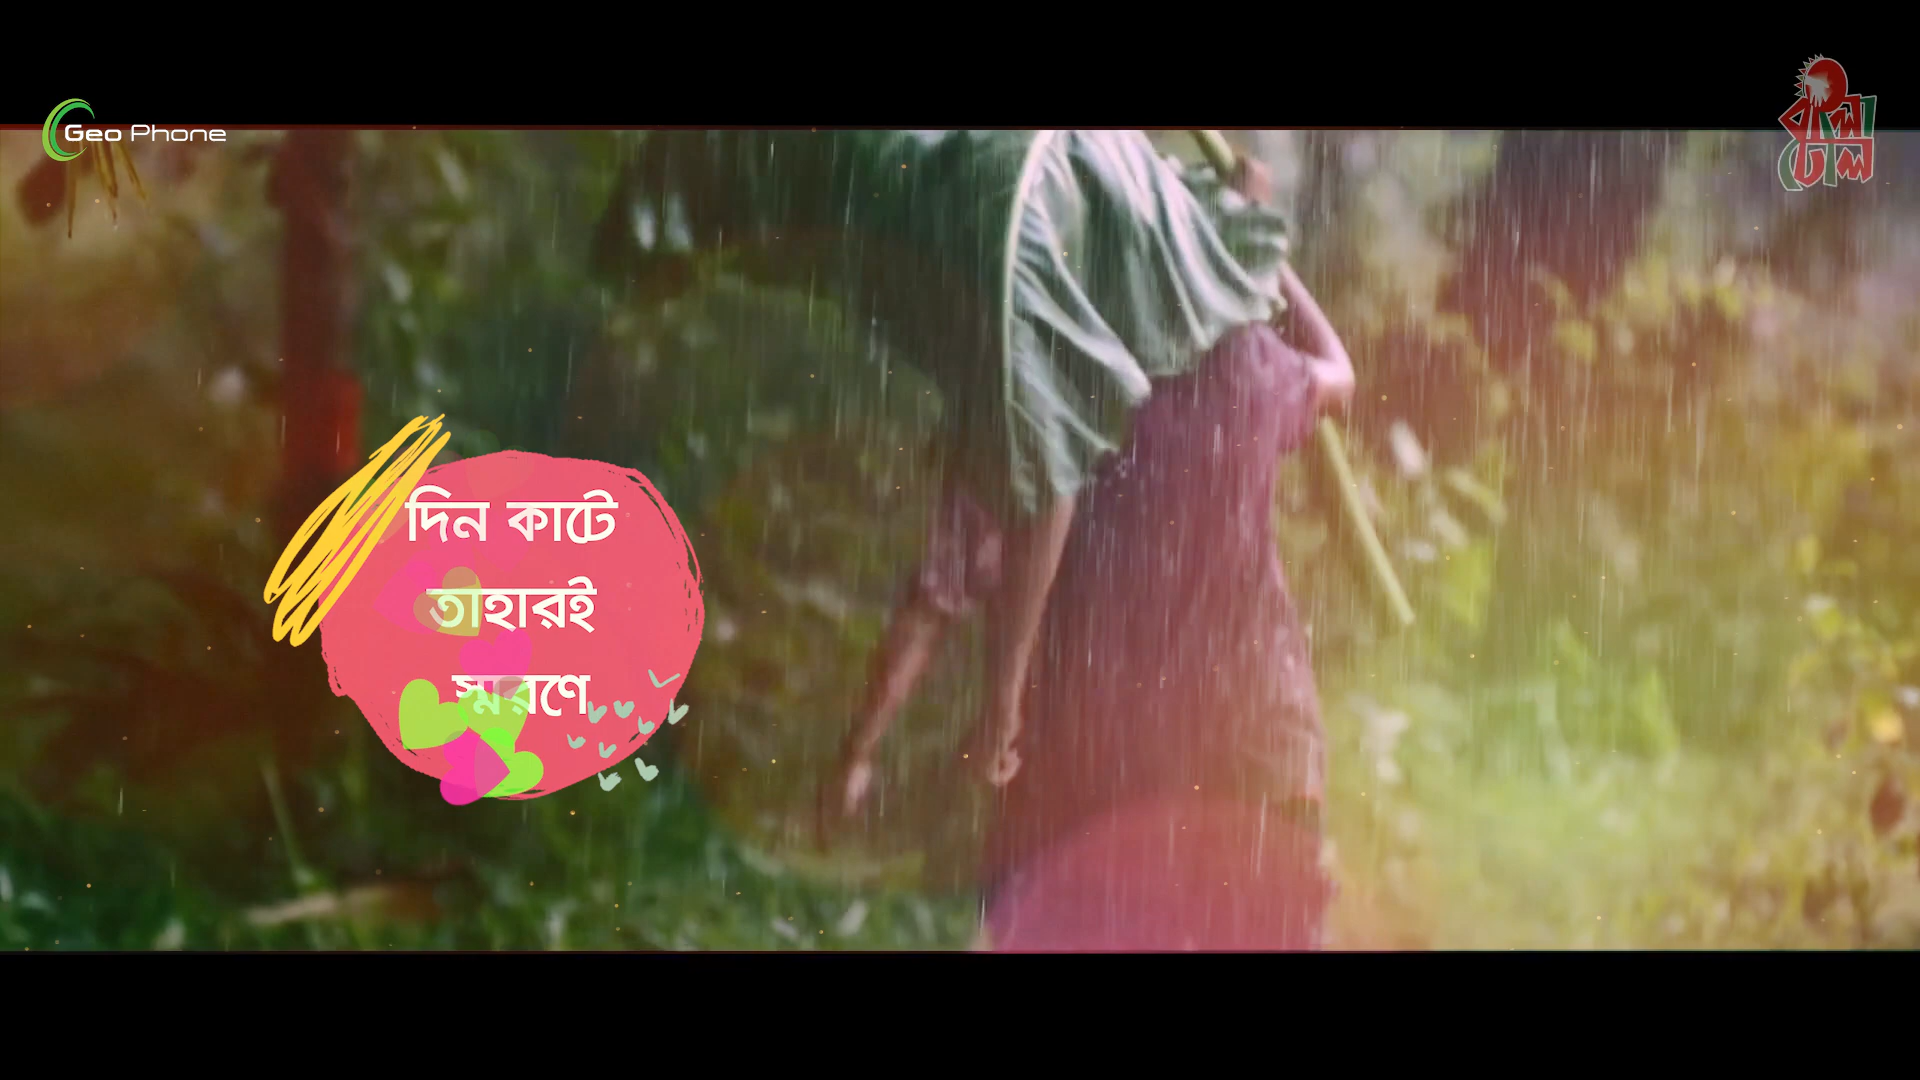 Geo Phone
বাংলা
ঢোল
দিন কাটে
তাহারই
স্মরণে